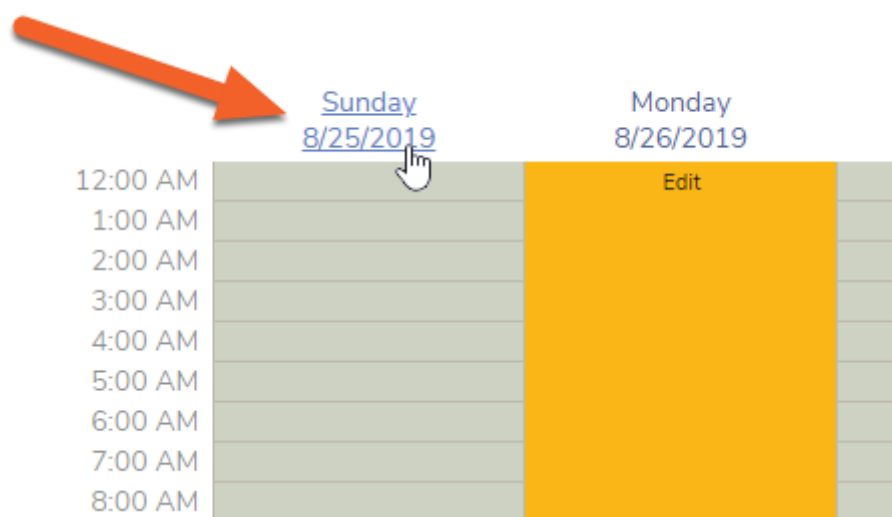 Sunday
8/25/2019
Monday
8/26/2019
12:00 AM
Edit
1:00 AM
2:00 AM
3:00 AM
4:00 AM
5:00 AM
6:00 AM
7:00 AM
8:00 AM